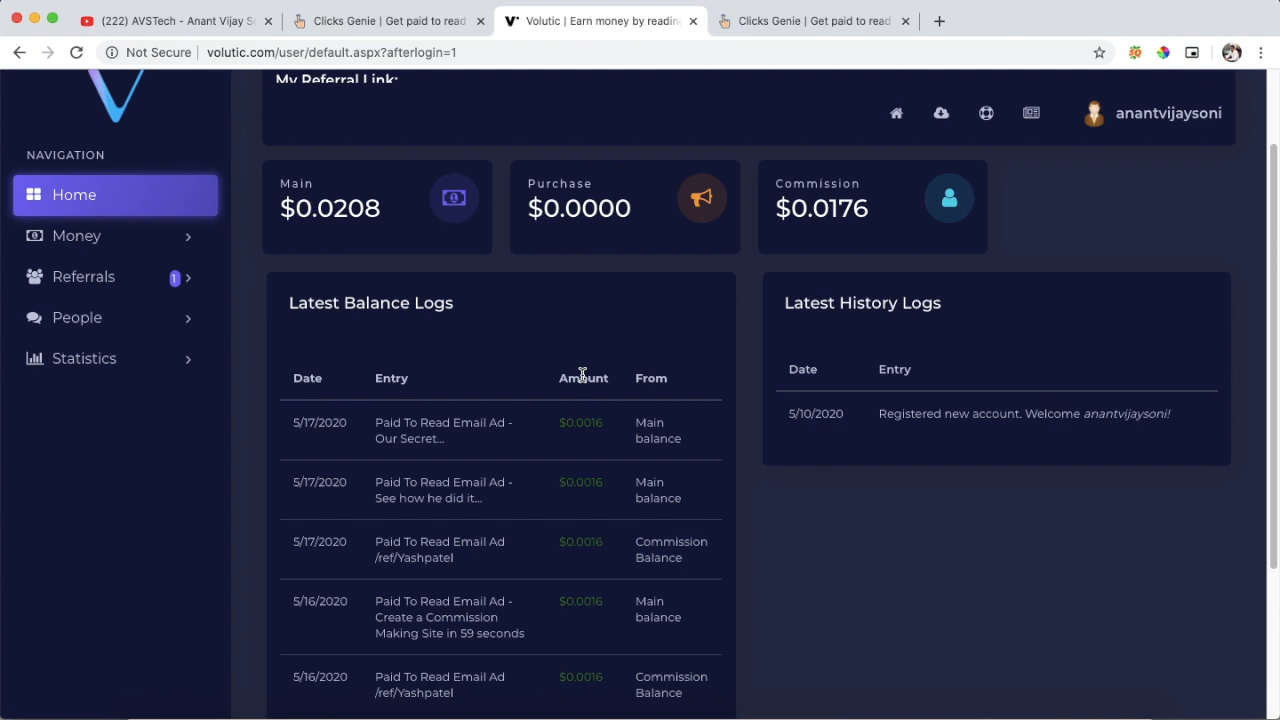 (222) AVSTech - Anant Vijay S
Clicks Genie | Get paid to read
Volutic | Earn money by reading
Clicks Genie | Get paid to read
Not Secure
volutic.com/user/default.aspx?afterlogin=1
My Referral Link:
anantvijaysoni
NAVIGATION
Home
Money
Referrals
1
People
Statistics
Main
$0.0208
Purchase
$0.0000
Commission
$0.0176
Latest Balance Logs
Date Entry Amount From
5/17/2020 Paid To Read Email Ad - $0.0016 Main
Our Secret... balance
5/17/2020 Paid To Read Email Ad - $0.0016 Main
See how he did it... balance
5/17/2020 Paid To Read Email Ad $0.0016 Commission
/ref/Yashpatel Balance
5/16/2020 Paid To Read Email Ad - $0.0016 Main
Create a Commission balance
Making Site in 59 seconds
5/16/2020 Paid To Read Email Ad $0.0016 Commission
/ref/Yashpatel Balance
Latest History Logs
Date Entry
5/10/2020 Registered new account. Welcome anantvijaysoni!